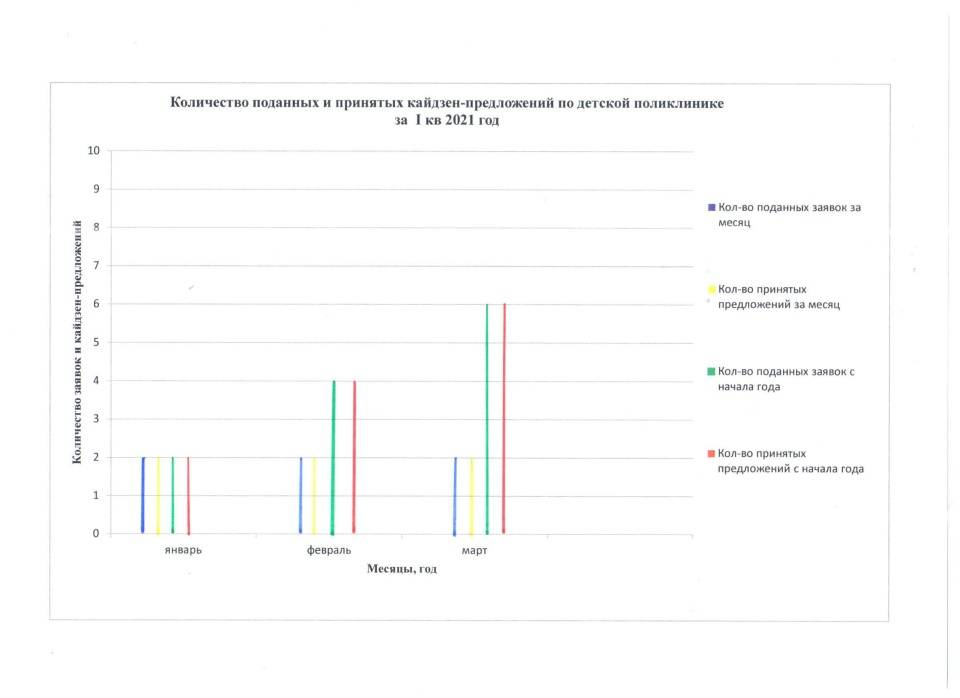 Количество поданных и принятых кайдзен-предложений по детской поликлинике
за I кв 2021 год
Количество заявок и кайдзен-предложений
10
9
8
7
6
5
4
3
2
1
0
январь
февраль
март
Месяцы, год
Кол-во поданных заявок за
месяц
Кол-во принятых
предложений за месяц
Кол-во поданных заявок с
начала года
Кол-во принятых
предложений с начала года